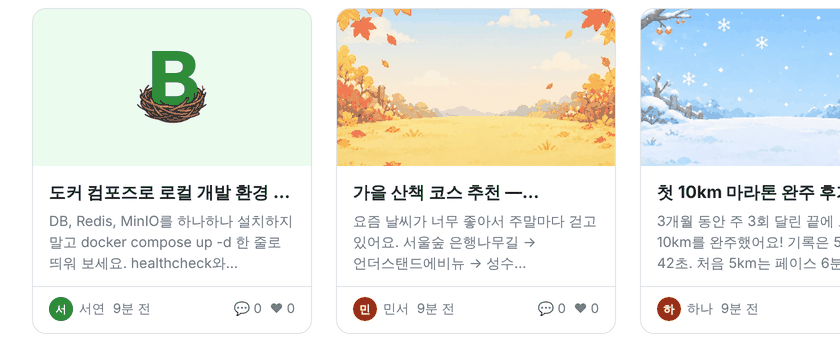 B
도커 컴포즈로 로컬 개발 환경 ...
DB, Redis, MinIO를 하나하나 설치하지
말고 docker compose up -d 한 줄로
띄워 보세요. healthcheck와...
서 서연 9분 전 💬 0 ♥ 0
가을 산책 코스 추천 —...
요즘 날씨가 너무 좋아서 주말마다 걷고
있어요. 서울숲 은행나무길 →
언더스탠드에비뉴 → 성수...
민 민서 9분 전 💬 0 ♥ 0
첫 10km 마라톤 완주
3개월 동안 주 3회 달린 끝에
10km를 완주했어요! 기록은 5
42초. 처음 5km는 페이스 6분
하 하나 9분 전